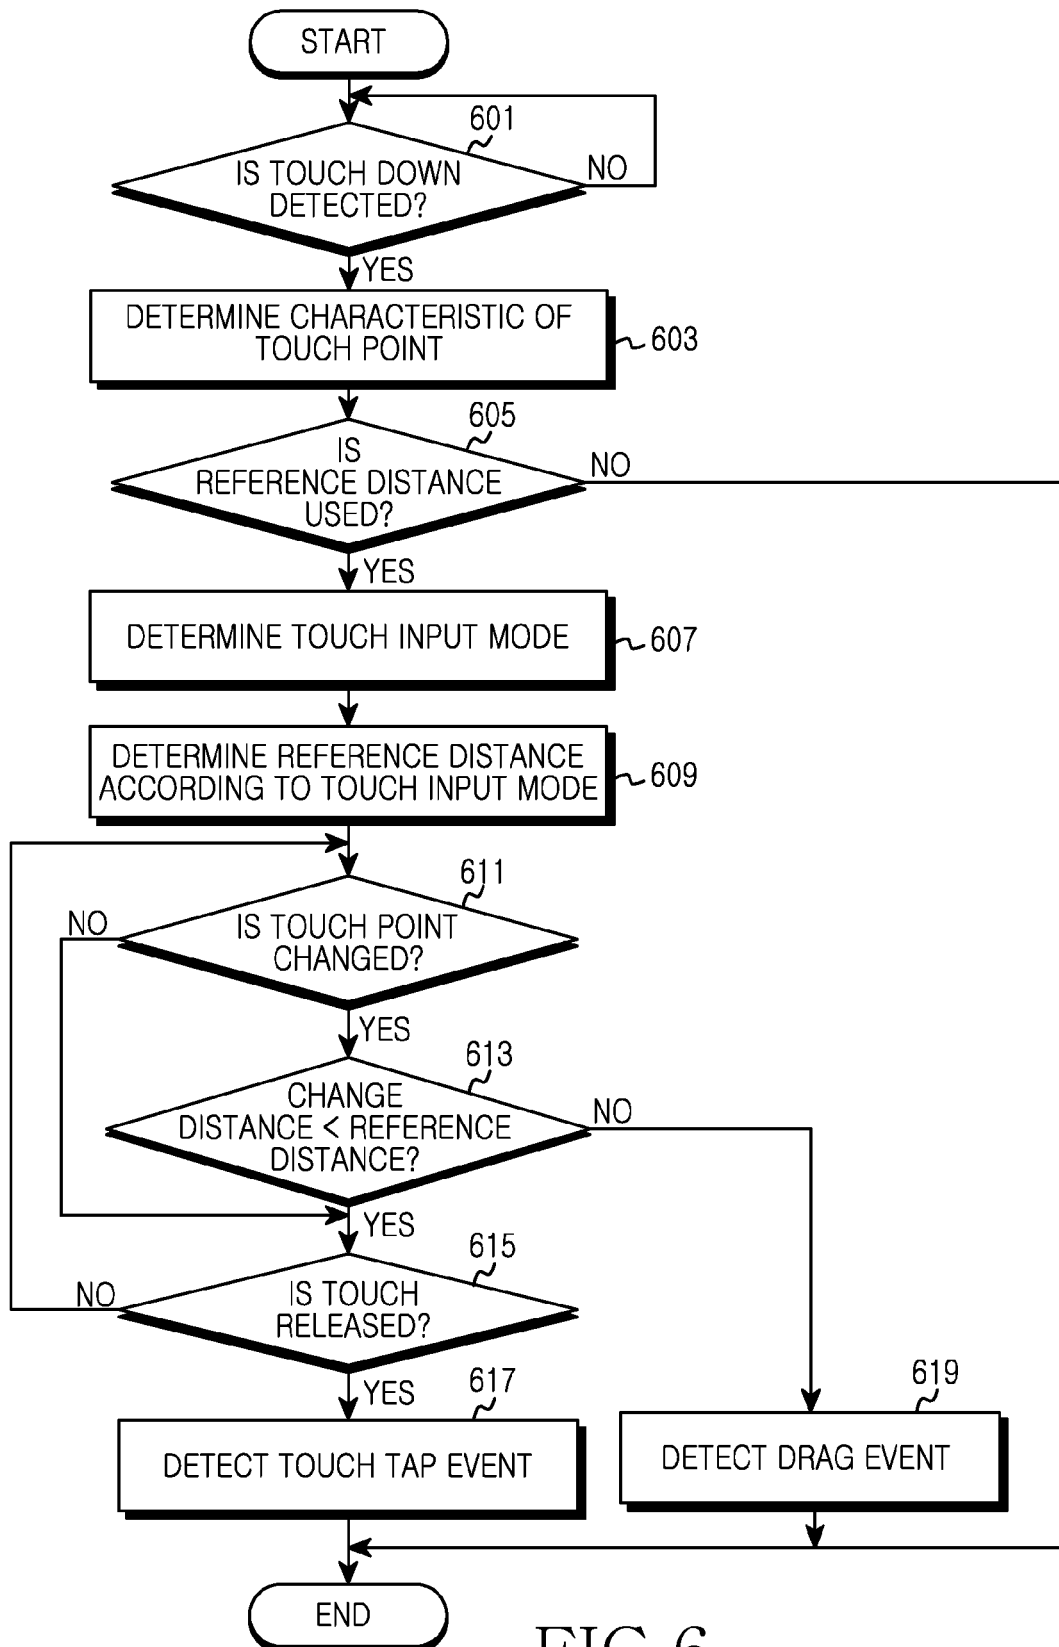 START
601
IS TOUCH DOWN
DETECTED?
NO
YES
DETERMINE CHARACTERISTIC OF
TOUCH POINT
603
605
IS
REFERENCE DISTANCE
USED?
NO
YES
DETERMINE TOUCH INPUT MODE
607
DETERMINE REFERENCE DISTANCE
ACCORDING TO TOUCH INPUT MODE
609
611
NO
IS TOUCH POINT
CHANGED?
YES
613
CHANGE
DISTANCE < REFERENCE
DISTANCE?
NO
YES
615
NO
IS TOUCH
RELEASED?
YES
617
619
DETECT TOUCH TAP EVENT
DETECT DRAG EVENT
END
FIG 6